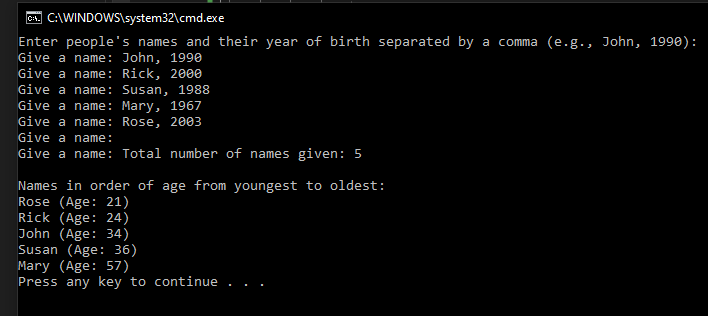 C:\WINDOWS\system32\cmd.exe
Enter people's names and their year of birth separated by a comma (e.g., John, 1990):
Give a name: John, 1990
Give a name: Rick, 2000
Give a name: Susan, 1988
Give a name: Mary, 1967
Give a name: Rose, 2003
Give a name:
Give a name: Total number of names given: 5
Names in order of age from youngest to oldest:
Rose (Age: 21)
Rick (Age: 24)
John (Age: 34)
Susan (Age: 36)
Mary (Age: 57)
Press any key to continue . . .